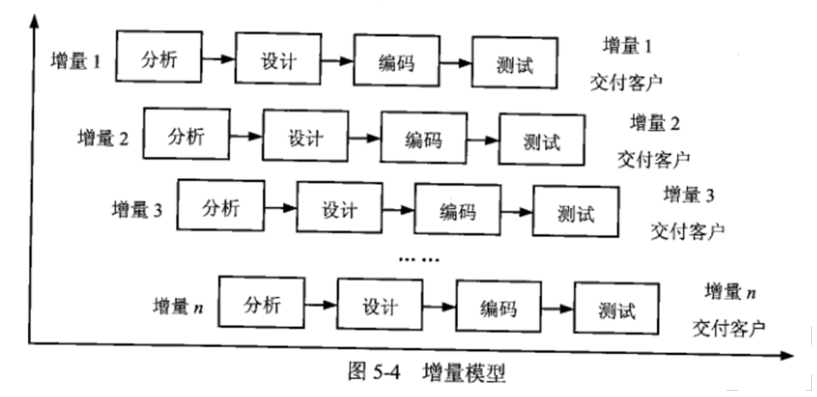 增量 1 分析 设计 编码 测试 增量 1
交付客户
增量 2 分析 设计 编码 测试 增量 2
交付客户
增量 3 分析 设计 编码 测试 增量 3
交付客户
... ...
增量 n 分析 设计 编码 测试 增量 n
交付客户
图 5-4 增量模型